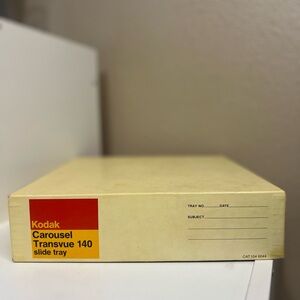 Kodak
Carousel
Transvue 140
slide tray
TRAY NO. DATE
SUBJECT